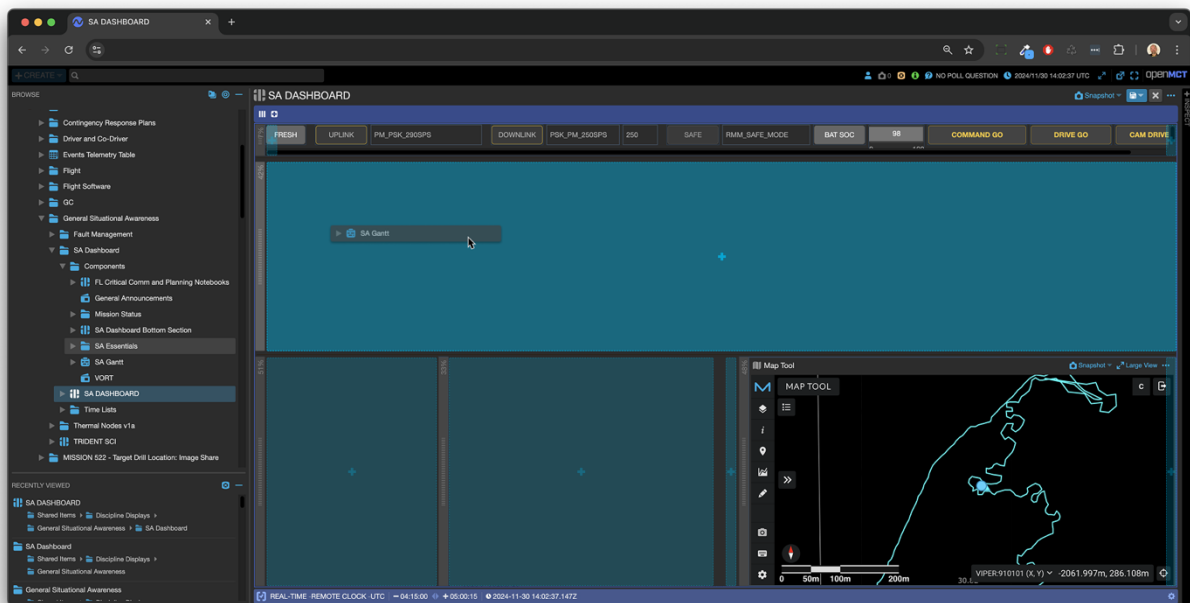 SA DASHBOARD
+ CREATE
NO POLL QUESTION
2024/11/30 14:02:37 UTC
openMCT
BROWSE
SA DASHBOARD
Snapshot
INSPECT
Contingency Response Plans
Driver and Co-Driver
Events Telemetry Table
Flight
Flight Software
GC
General Situational Awareness
Fault Management
SA Dashboard
Components
FL Critical Comm and Planning Notebooks
General Announcements
Mission Status
SA Dashboard Bottom Section
SA Essentials
SA Gantt
VORT
SA DASHBOARD
Time Lists
Thermal Nodes v1a
TRIDENT SCI
MISSION 522 - Target Drill Location: Image Share
RECENTLY VIEWED
SA DASHBOARD
Shared Items Discipline Displays
General Situational Awareness SA Dashboard
SA Dashboard
Shared Items Discipline Displays
General Situational Awareness
General Situational Awareness
FRESH UPLINK PM_PSK_290SPS DOWNLINK PSK_PM_250SPS 250 SAFE RMM_SAFE_MODE BAT SOC 98 COMMAND GO DRIVE GO CAM DRIVE
42%
SA Gantt
51%
Map Tool
Snapshot Large View
MAP TOOL
C
0 50m 100m 200m
VIPER:910101 (X, Y) -2061.997m, 286.108m
REAL-TIME REMOTE CLOCK UTC - 04:15:00 + 05:00:15 2024-11-30 14:02:37.147Z